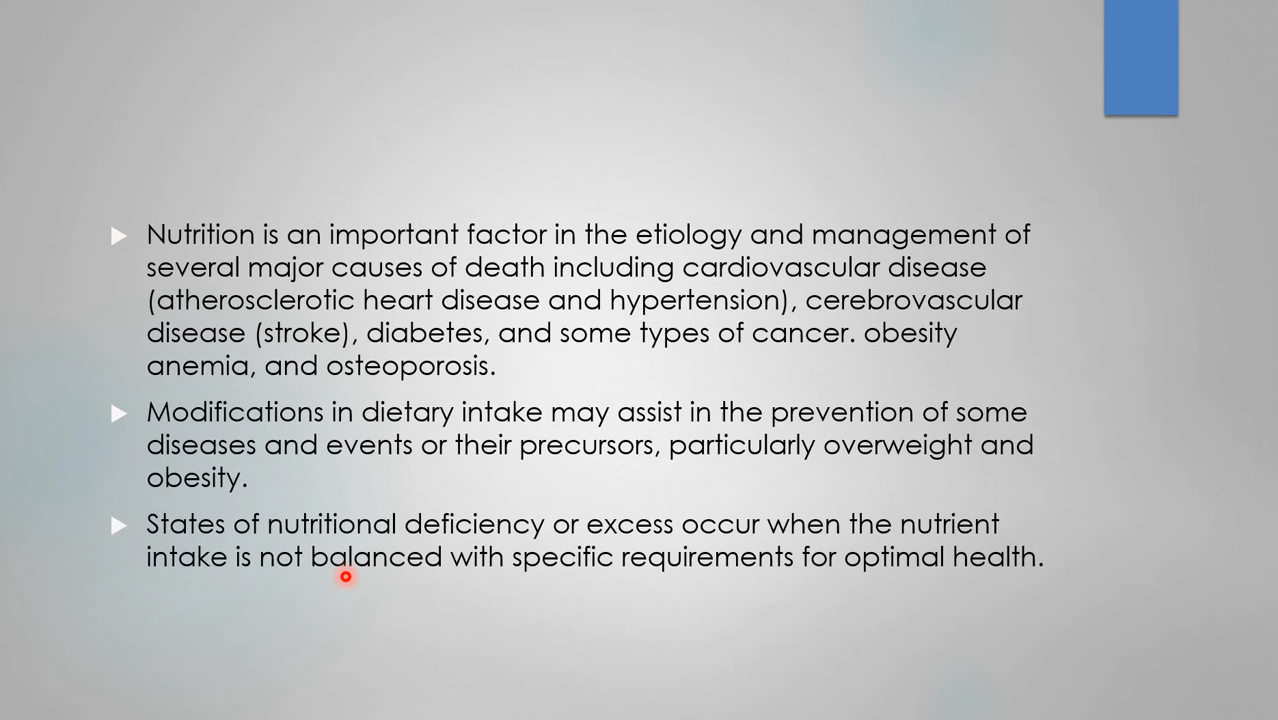 Nutrition is an important factor in the etiology and management of
several major causes of death including cardiovascular disease
(atherosclerotic heart disease and hypertension), cerebrovascular
disease (stroke), diabetes, and some types of cancer. obesity
anemia, and osteoporosis.
Modifications in dietary intake may assist in the prevention of some
diseases and events or their precursors, particularly overweight and
obesity.
States of nutritional deficiency or excess occur when the nutrient
intake is not balanced with specific requirements for optimal health.